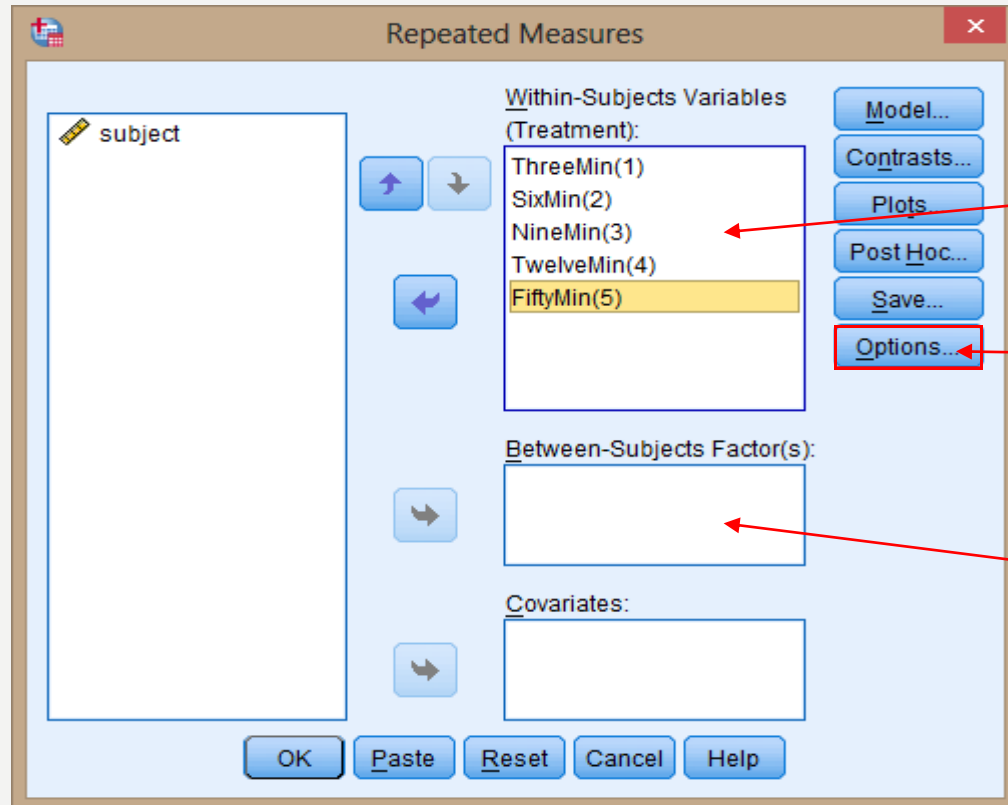 Repeated Measures
subject
Within-Subjects Variables
(Treatment):
ThreeMin(1)
SixMin(2)
NineMin(3)
TwelveMin(4)
FiftyMin(5)
Model...
Contrasts...
Plots...
Post Hoc...
Save...
Options...
Between-Subjects Factor(s):
Covariates:
OK Paste Reset Cancel Help